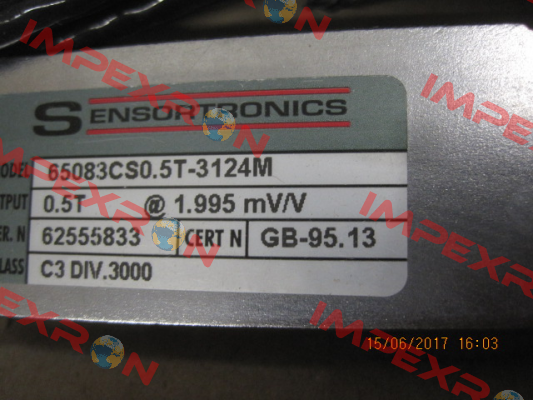 SENSORTRONICS
ODEL 65083CS0.5T-3124M
TPUT 0.5T @ 1.995 mV/V
ER. N 62555833 CERT N GB-95.13
LASS C3 DIV.3000
15/06/2017 16:03
IMPEXRON
IMPEXRON
IMPEXRON
IMPEXRON